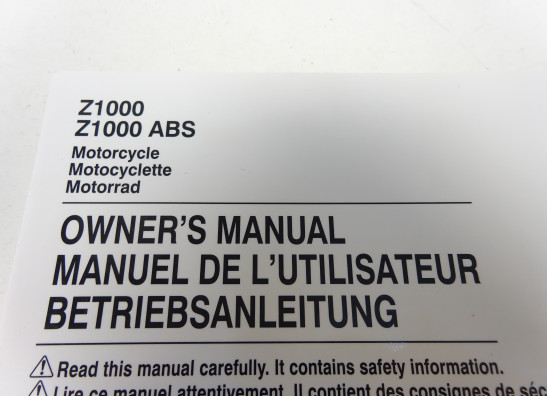 Z1000
Z1000 ABS
Motorcycle
Motocyclette
Motorrad
OWNER'S MANUAL
MANUEL DE L'UTILISATEUR
BETRIEBSANLEITUNG
Read this manual carefully. It contains safety information.
Lire ce manuel attentivement. Il contient des consignes de